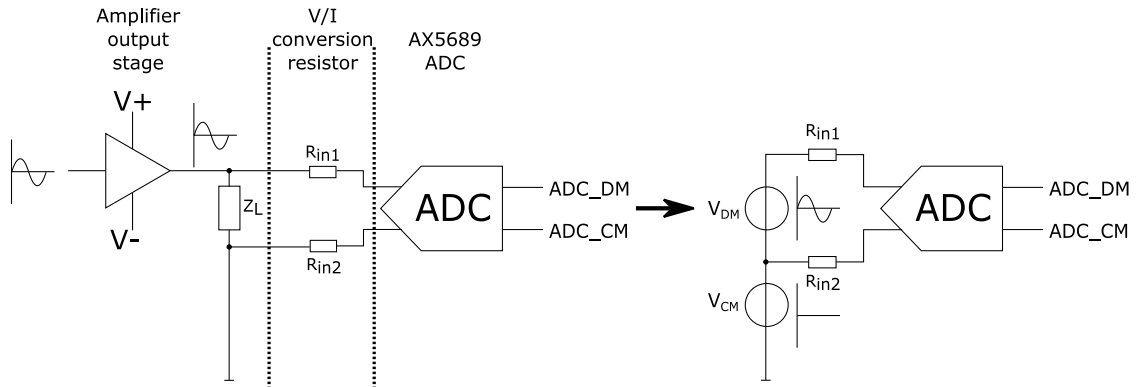 Amplifier
output
stage
V/I
conversion
resistor
AX5689
ADC
V+
V-
ZL
Rin1
Rin2
ADC
ADC_DM
ADC_CM
VDM
VCM
Rin1
Rin2
ADC
ADC_DM
ADC_CM